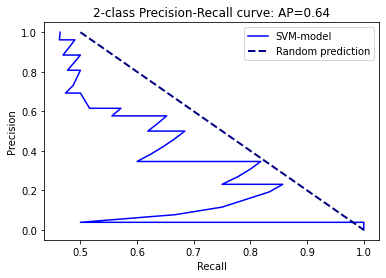 2-class Precision-Recall curve: AP=0.64
SVM-model
Random prediction
Precision
1.0
0.8
0.6
0.4
0.2
0.0
0.5
0.6
0.7
0.8
0.9
1.0
Recall